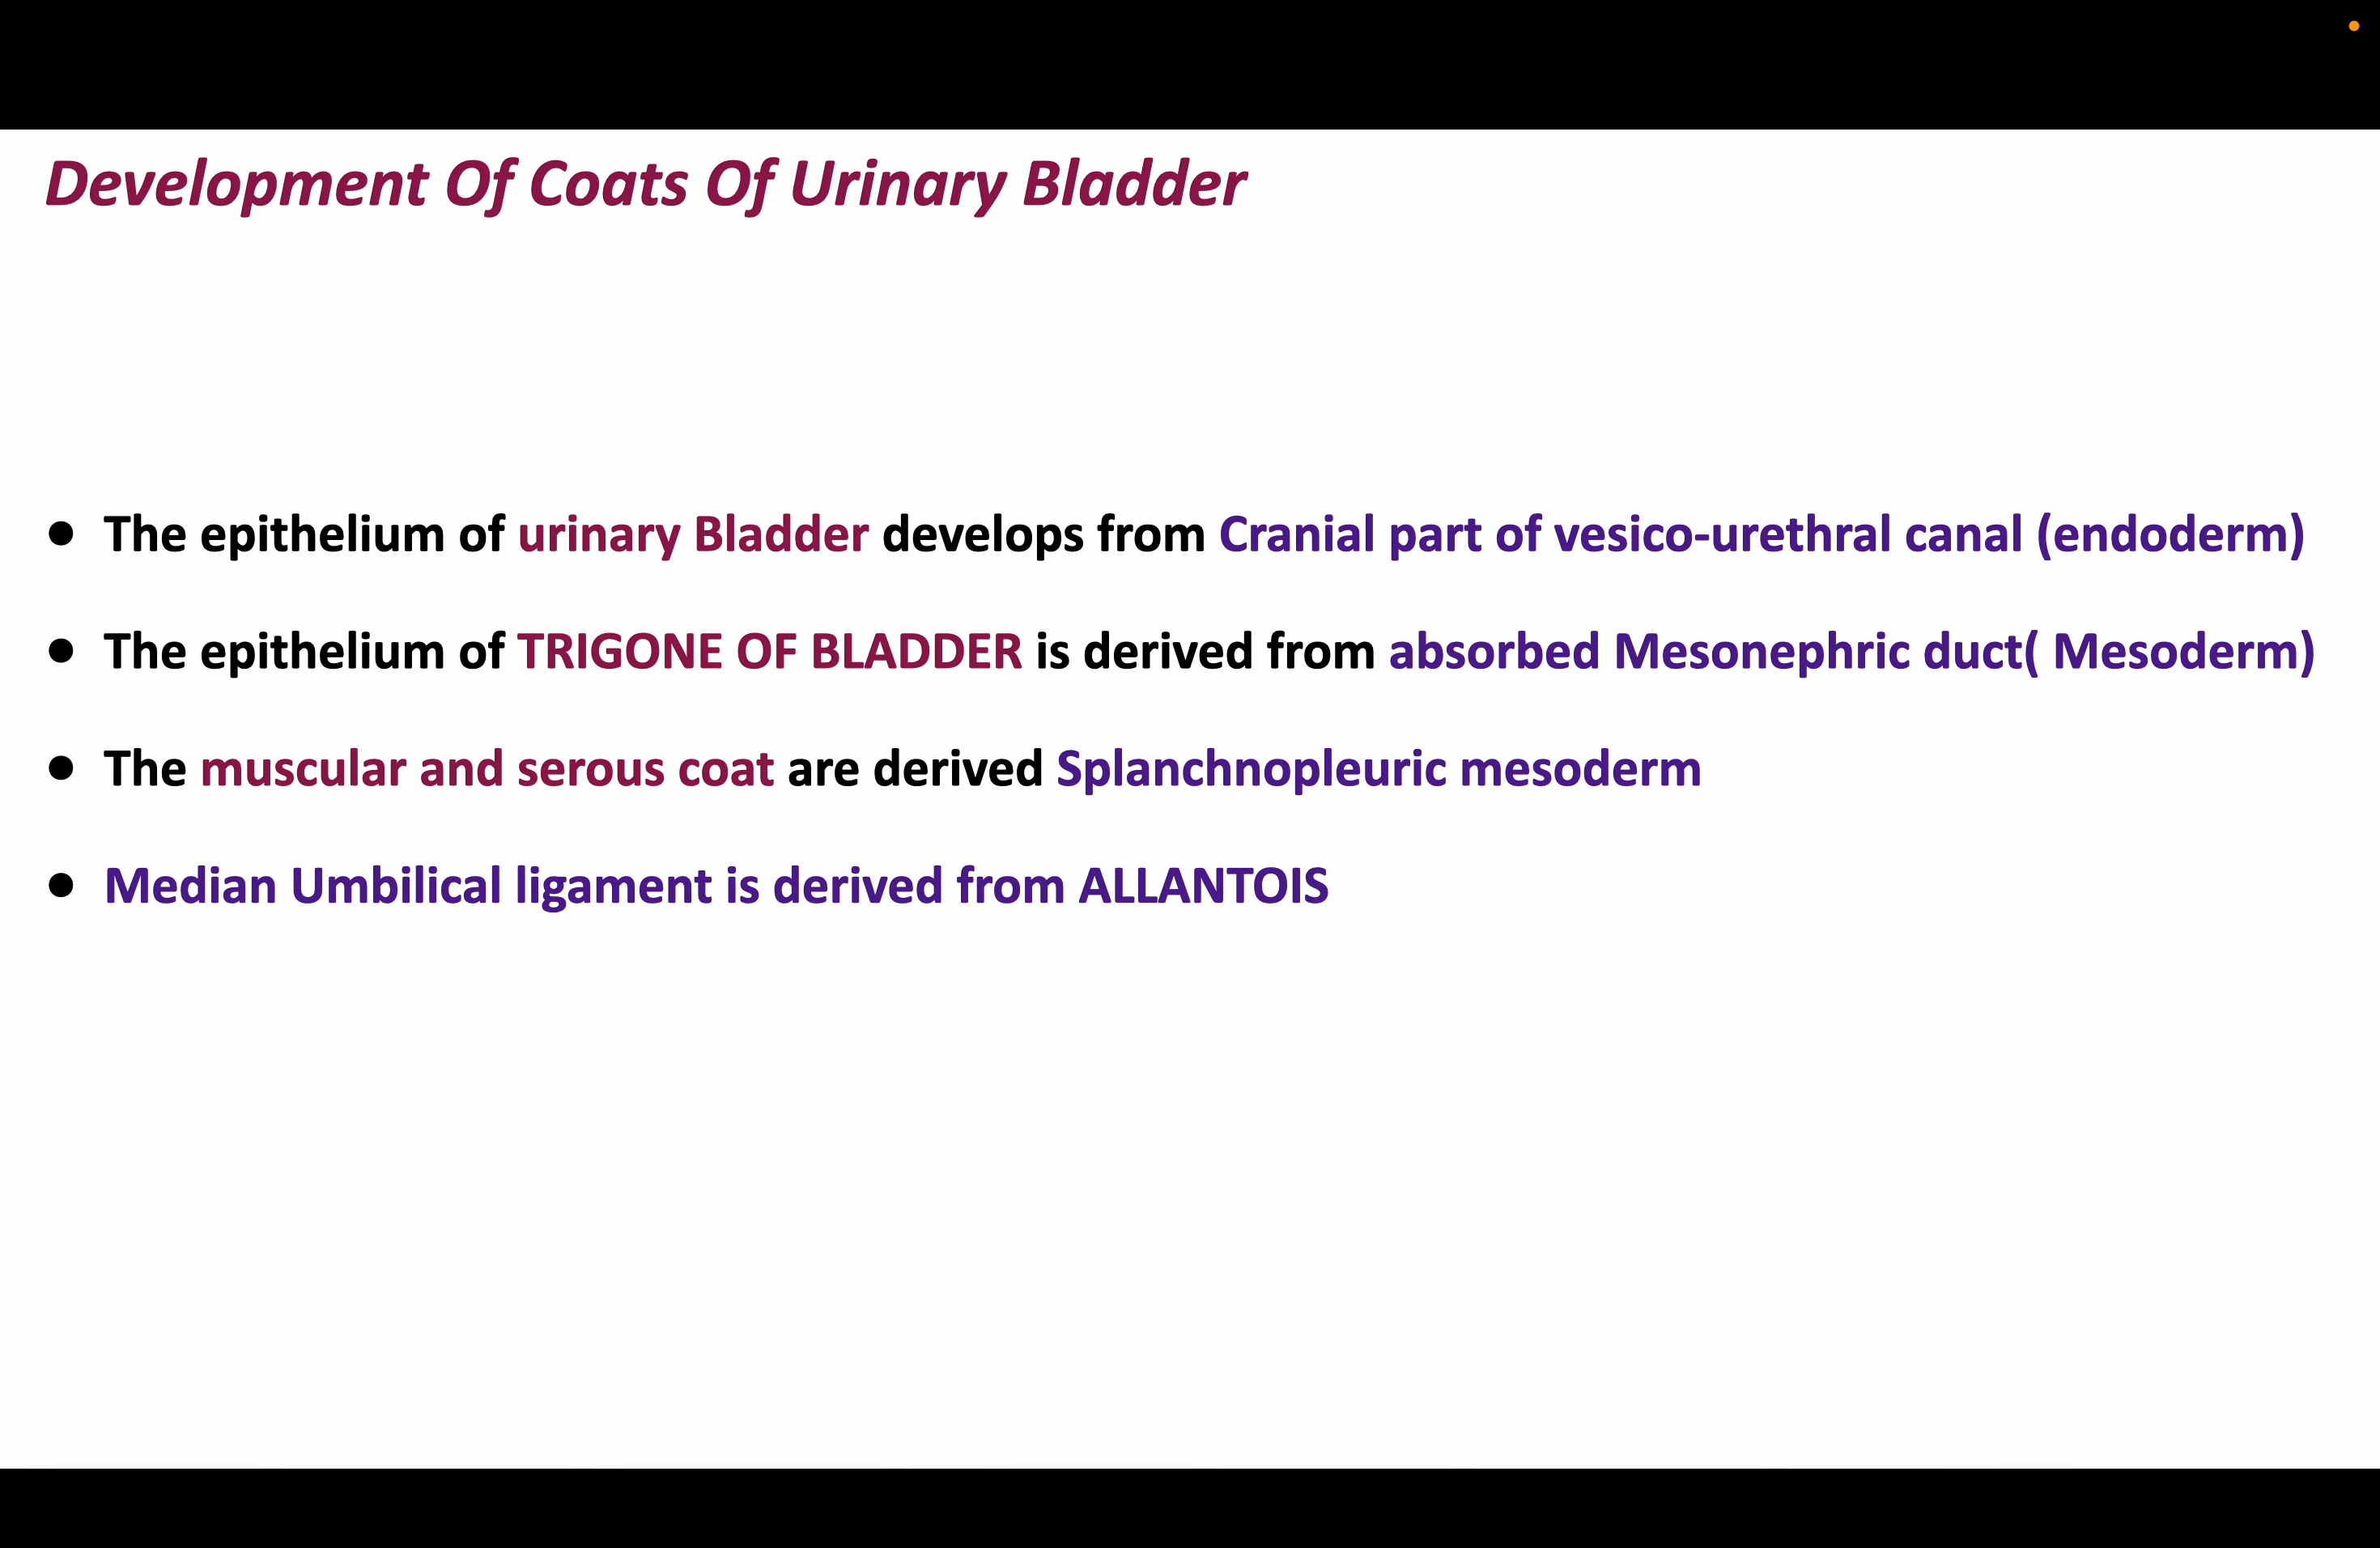 Development Of Coats Of Urinary Bladder
● The epithelium of urinary Bladder develops from Cranial part of vesico-urethral canal (endoderm)
● The epithelium of TRIGONE OF BLADDER is derived from absorbed Mesonephric duct( Mesoderm)
● The muscular and serous coat are derived Splanchnopleuric mesoderm
● Median Umbilical ligament is derived from ALLANTOIS